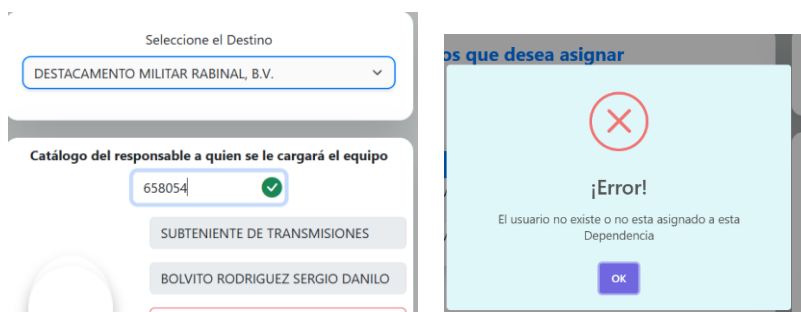 Seleccione el Destino
DESTACAMENTO MILITAR RABINAL, B.V.
Catálogo del responsable a quien se le cargará el equipo
658054
SUBTENIENTE DE TRANSMISIONES
BOLVITO RODRIGUEZ SERGIO DANILO
os que desea asignar
¡Error!
El usuario no existe o no esta asignado a esta
Dependencia
OK